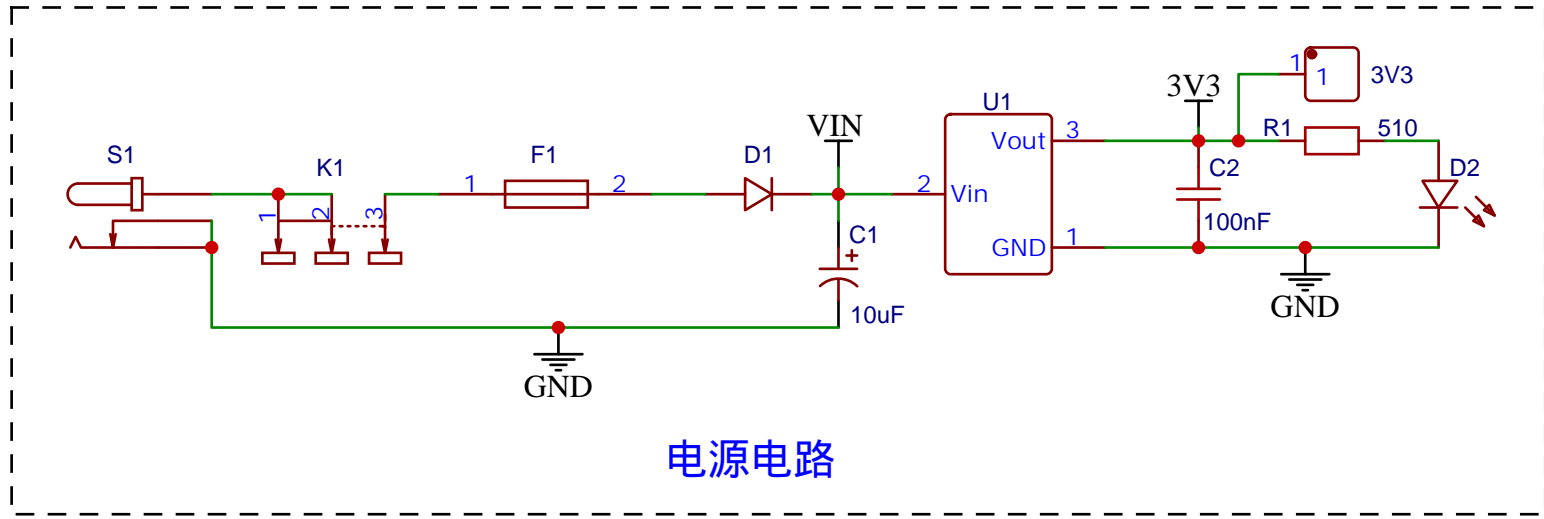 S1
K1
1
2
3
F1
1
2
D1
VIN
C1
+
10uF
GND
U1
Vin
2
Vout
3
GND
1
3V3
C2
100nF
1
1
3V3
R1
510
D2
GND
电源电路